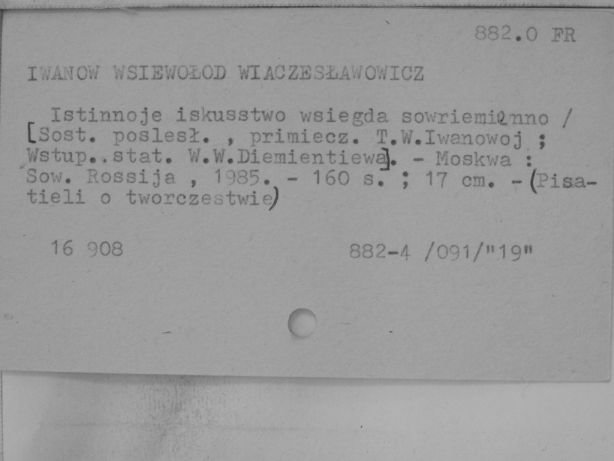 882.0 FR
IWANOW WSIEWOŁOD WIACZESŁAWOWICZ
Istinnoje iskusstwo wsiegda sowriemienno /
[Sost. poslesł. , primiecz. T.W.Iwanowoj ;
Wstup..stat. W.W.Diemientiewa]. - Moskwa :
Sow. Rossija , 1985. - 160 s. ; 17 cm. -(Pisa-
tieli o tworczestwie)
16 908
882-4 /091/"19"